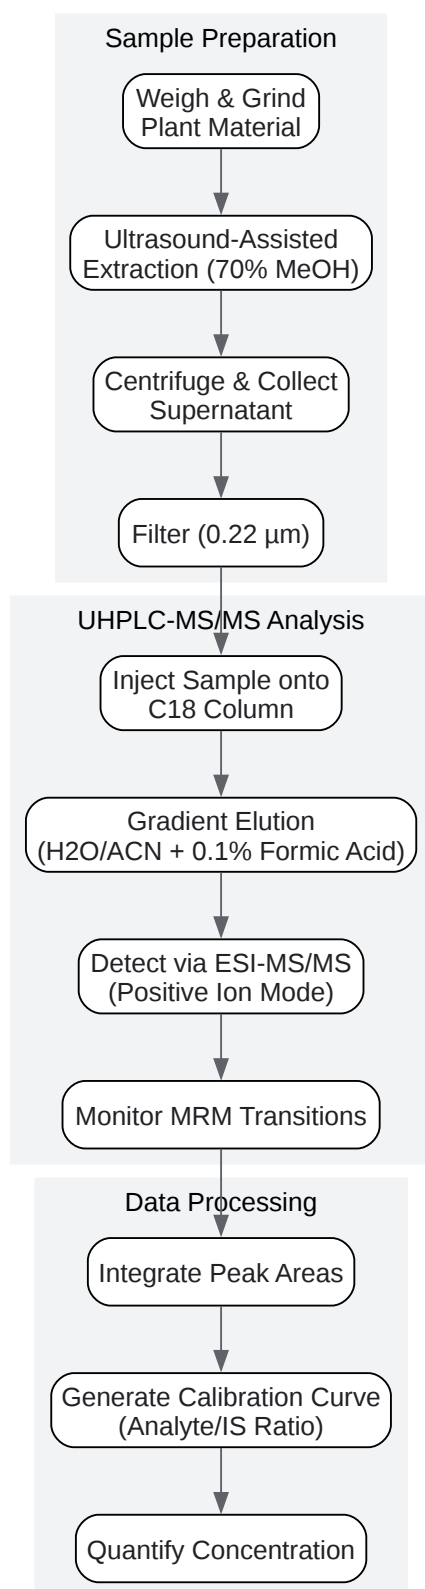 Sample Preparation
Weigh & Grind
Plant Material
Ultrasound-Assisted
Extraction (70% MeOH)
Centrifuge & Collect
Supernatant
Filter (0.22 µm)
UHPLC-MS/MS Analysis
Inject Sample onto
C18 Column
Gradient Elution
(H2O/ACN + 0.1% Formic Acid)
Detect via ESI-MS/MS
(Positive Ion Mode)
Monitor MRM Transitions
Data Processing
Integrate Peak Areas
Generate Calibration Curve
(Analyte/IS Ratio)
Quantify Concentration